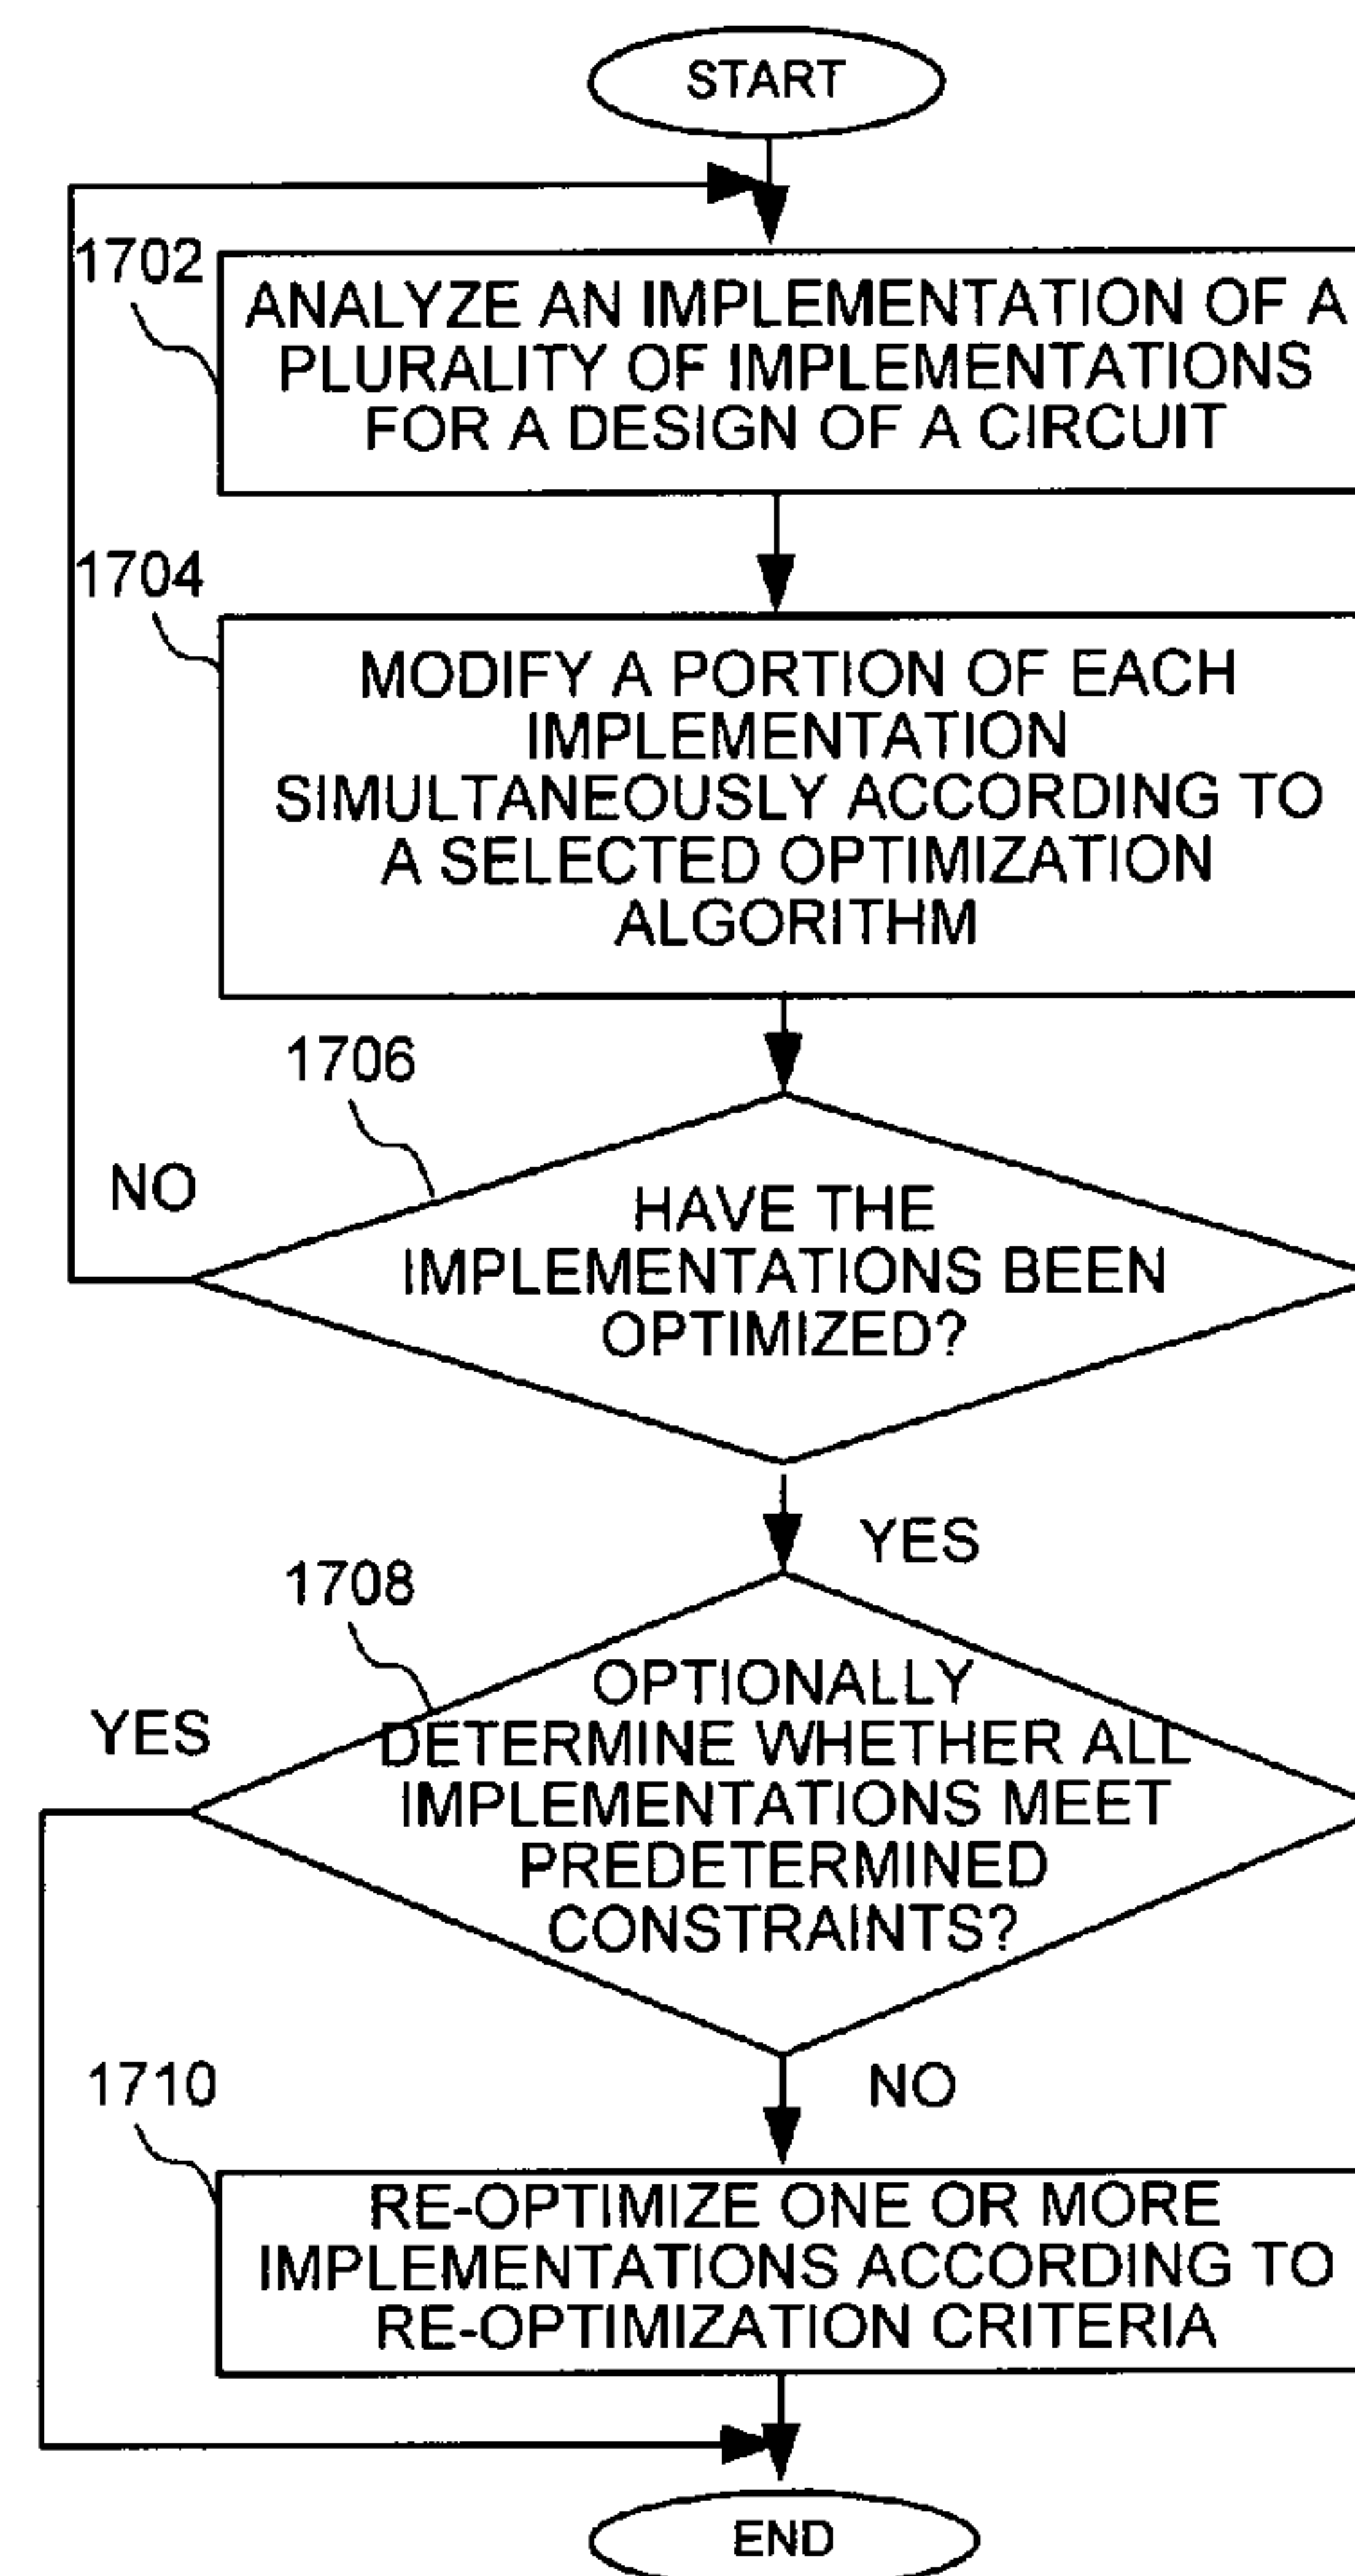 START
1702
ANALYZE AN IMPLEMENTATION OF A
PLURALITY OF IMPLEMENTATIONS
FOR A DESIGN OF A CIRCUIT
1704
MODIFY A PORTION OF EACH
IMPLEMENTATION
SIMULTANEOUSLY ACCORDING TO
A SELECTED OPTIMIZATION
ALGORITHM
1706
NO
HAVE THE
IMPLEMENTATIONS BEEN
OPTIMIZED?
YES
1708
YES
OPTIONALLY
DETERMINE WHETHER ALL
IMPLEMENTATIONS MEET
PREDETERMINED
CONSTRAINTS?
NO
1710
RE-OPTIMIZE ONE OR MORE
IMPLEMENTATIONS ACCORDING TO
RE-OPTIMIZATION CRITERIA
END